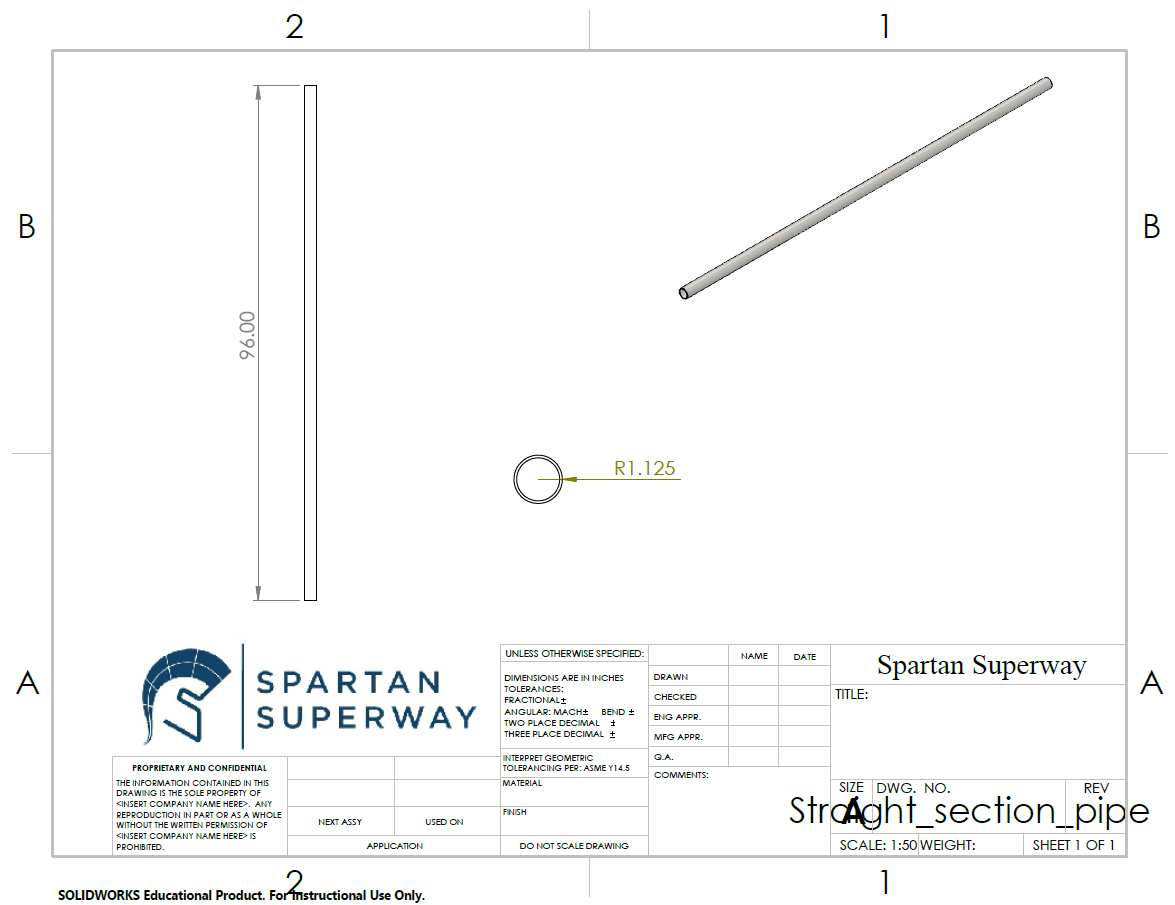 2
1
B
B
96.00
R1.125
A
A
SPARTAN
SUPERWAY
UNLESS OTHERWISE SPECIFIED:
DIMENSIONS ARE IN INCHES
TOLERANCES:
FRACTIONAL±
ANGULAR: MACH± BEND ±
TWO PLACE DECIMAL ±
THREE PLACE DECIMAL ±
INTERPRET GEOMETRIC
TOLERANCING PER: ASME Y14.5
MATERIAL
FINISH
DO NOT SCALE DRAWING
NAME DATE
DRAWN
CHECKED
ENG APPR.
MFG APPR.
Q.A.
COMMENTS:
Spartan Superway
TITLE:
SIZE DWG. NO. REV
A
Straight_section_pipe
SCALE: 1:50 WEIGHT: SHEET 1 OF 1
PROPRIETARY AND CONFIDENTIAL
THE INFORMATION CONTAINED IN THIS
DRAWING IS THE SOLE PROPERTY OF
<INSERT COMPANY NAME HERE>. ANY
REPRODUCTION IN PART OR AS A WHOLE
WITHOUT THE WRITTEN PERMISSION OF
<INSERT COMPANY NAME HERE> IS
PROHIBITED.
NEXT ASSY USED ON
APPLICATION
2
1
SOLIDWORKS Educational Product. For Instructional Use Only.